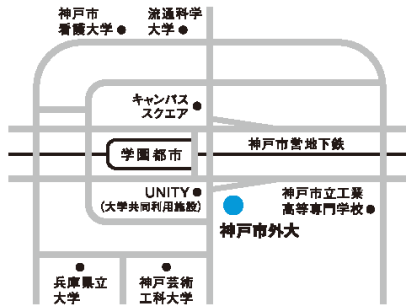 神戸市
看護大学
流通科学
大学
キャンパス
スクエア
神戸市営地下鉄
学園都市
UNITY
(大学共同利用施設)
神戸市立工業
高等専門学校
神戸市外大
兵庫県立
大学
神戸芸術
工科大学